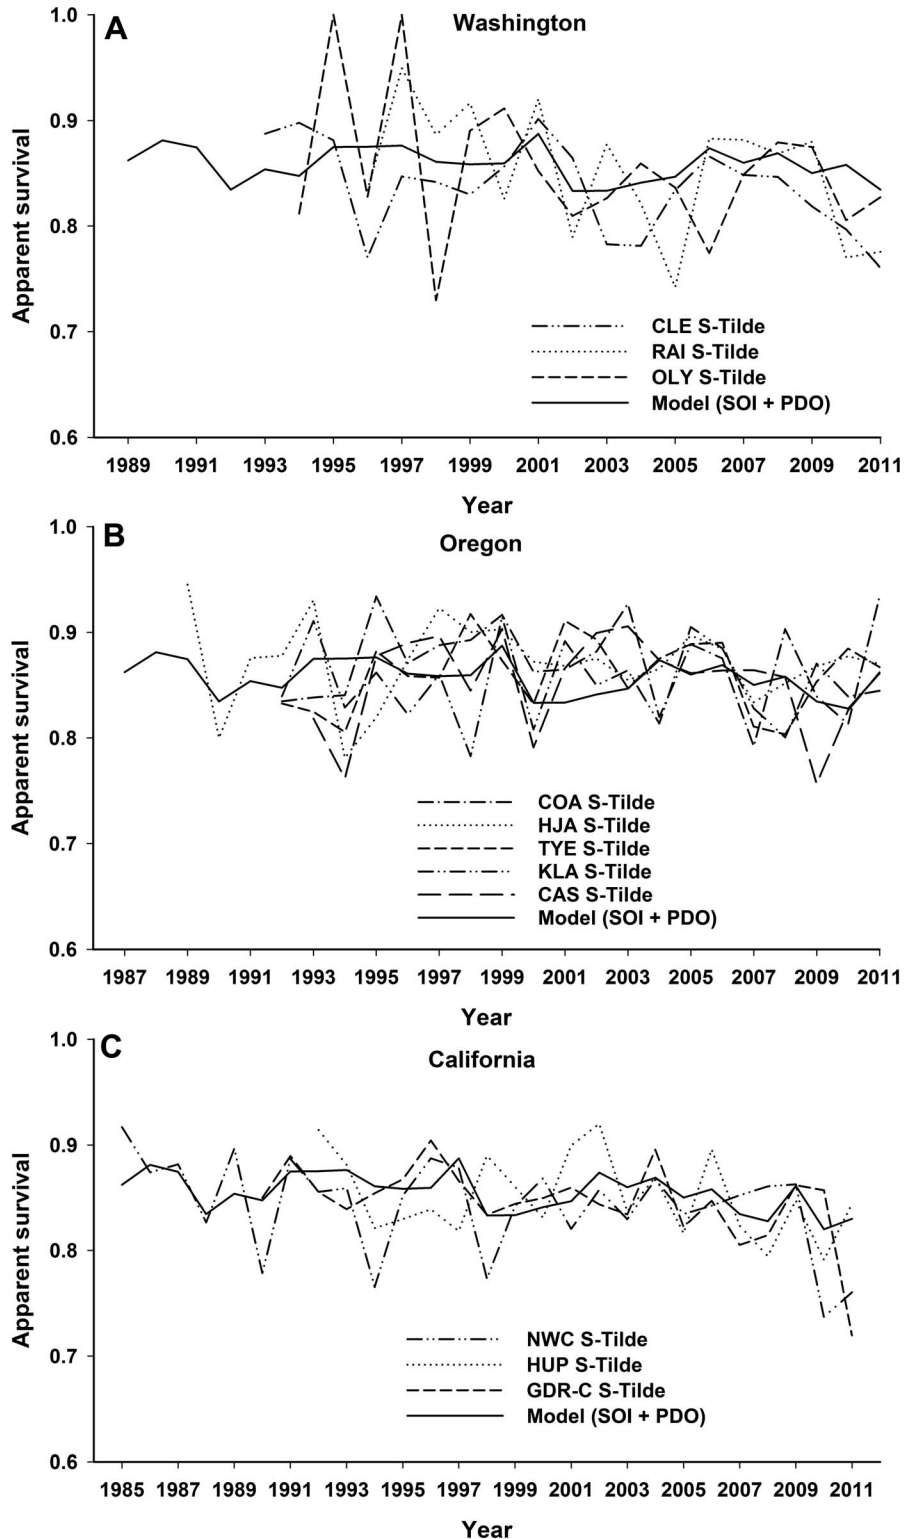 A
Washington
1.0
0.9
0.8
0.7
0.6
Apparent survival
CLE S-Tilde
RAI S-Tilde
OLY S-Tilde
Model (SOI + PDO)
1989 1991 1993 1995 1997 1999 2001 2003 2005 2007 2009 2011
Year
B
Oregon
1.0
0.9
0.8
0.7
0.6
Apparent survival
COA S-Tilde
HJA S-Tilde
TYE S-Tilde
KLA S-Tilde
CAS S-Tilde
Model (SOI + PDO)
1987 1989 1991 1993 1995 1997 1999 2001 2003 2005 2007 2009 2011
Year
C
California
1.0
0.9
0.8
0.7
0.6
Apparent survival
NWC S-Tilde
HUP S-Tilde
GDR-C S-Tilde
Model (SOI + PDO)
1985 1987 1989 1991 1993 1995 1997 1999 2001 2003 2005 2007 2009 2011
Year